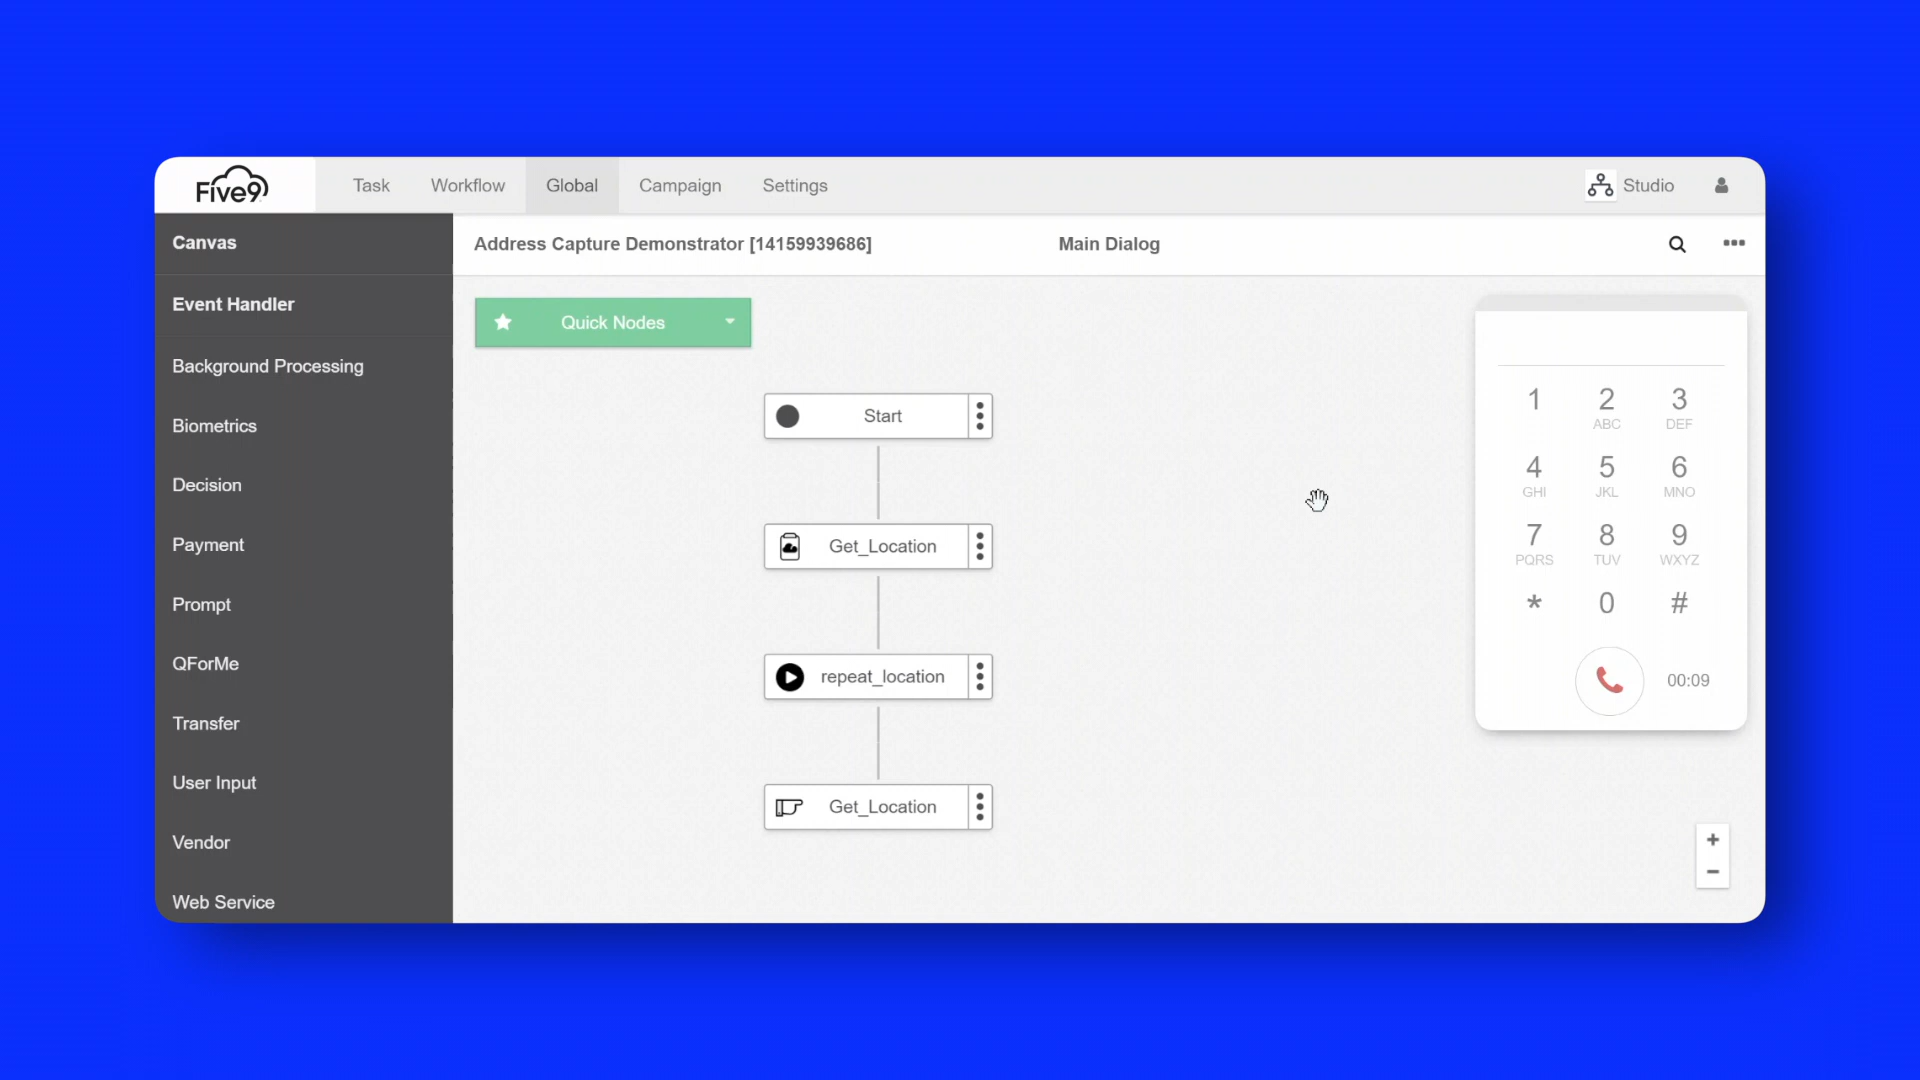 Five9
Task
Workflow
Global
Campaign
Settings
Studio
Canvas
Address Capture Demonstrator [14159939686]
Main Dialog
Event Handler
Background Processing
Biometrics
Decision
Payment
Prompt
QForMe
Transfer
User Input
Vendor
Web Service
Quick Nodes
Start
Get_Location
repeat_location
Get_Location
1
2
ABC
3
DEF
4
GHI
5
JKL
6
MNO
7
PQRS
8
TUV
9
WXYZ
*
0
#
00:09
+
−